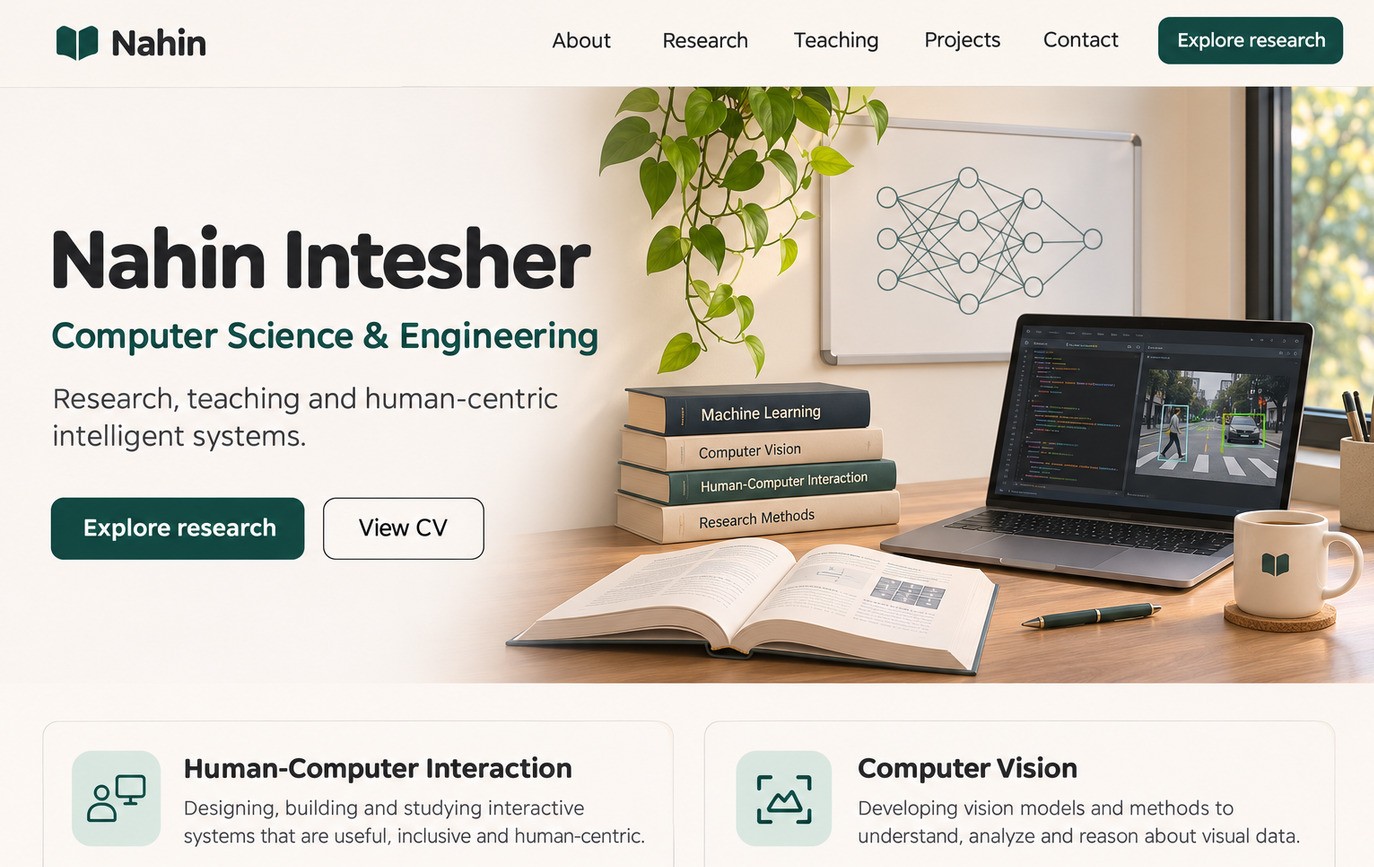 Nahin
About
Research
Teaching
Projects
Contact
Explore research
Nahin Intesher
Computer Science & Engineering
Research, teaching and human-centric
intelligent systems.
Explore research
View CV
Machine Learning
Computer Vision
Human-Computer Interaction
Research Methods
Human-Computer Interaction
Designing, building and studying interactive
systems that are useful, inclusive and human-centric.
Computer Vision
Developing vision models and methods to
understand, analyze and reason about visual data.